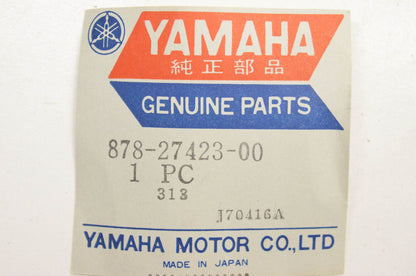 YAMAHA
純正部品
GENUINE PARTS
878-27423-00
1 PC
313
J70416A
YAMAHA MOTOR CO.,LTD
MADE IN JAPAN